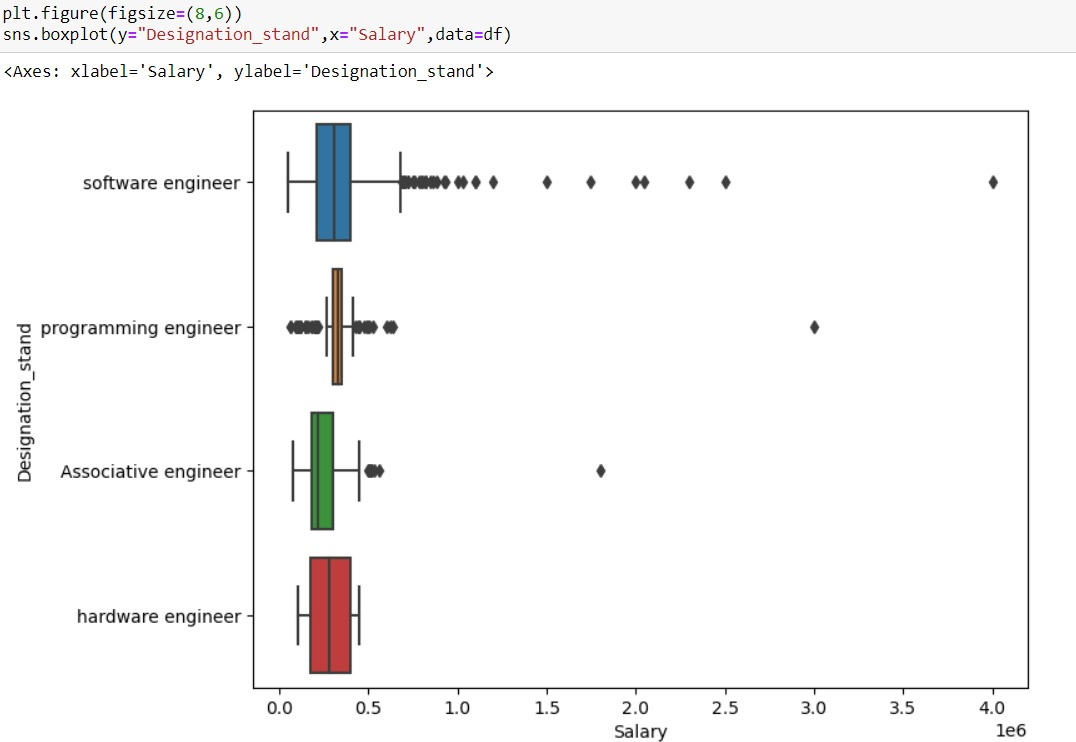 plt.figure(figsize=(8,6))
sns.boxplot(y="Designation_stand",x="Salary",data=df)
<Axes: xlabel='Salary', ylabel='Designation_stand'>
software engineer
programming engineer
Associative engineer
hardware engineer
Designation_stand
0.0 0.5 1.0 1.5 2.0 2.5 3.0 3.5 4.0
1e6
Salary